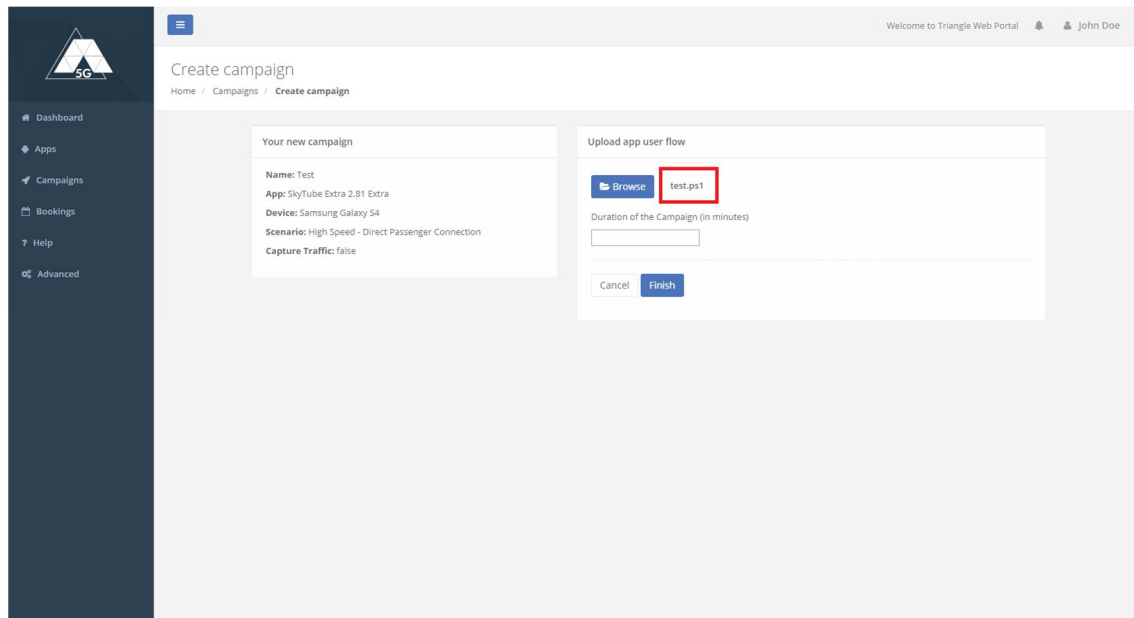 5G
Welcome to Triangle Web Portal
John Doe
Create campaign
Home / Campaigns / Create campaign
Dashboard
Apps
Campaigns
Bookings
? Help
Advanced
Your new campaign
Name: Test
App: SkyTube Extra 2.81 Extra
Device: Samsung Galaxy S4
Scenario: High Speed - Direct Passenger Connection
Capture Traffic: false
Upload app user flow
Browse test.ps1
Duration of the Campaign (in minutes)
Cancel Finish